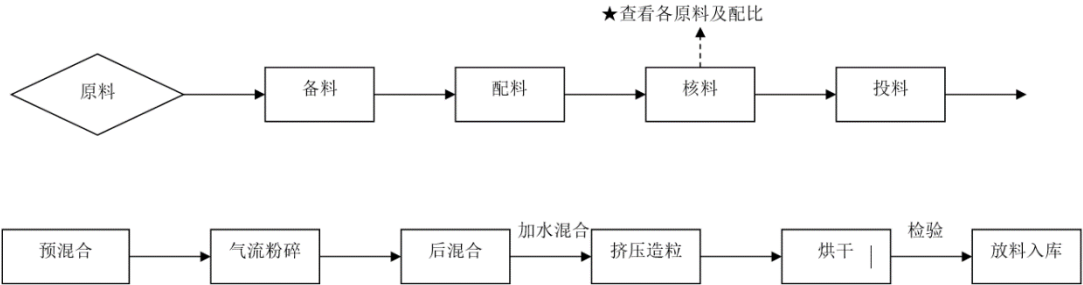 ★查看各原料及配比
原料
备料
配料
核料
投料
预混合
气流粉碎
后混合
加水混合
挤压造粒
烘干
检验
放料入库